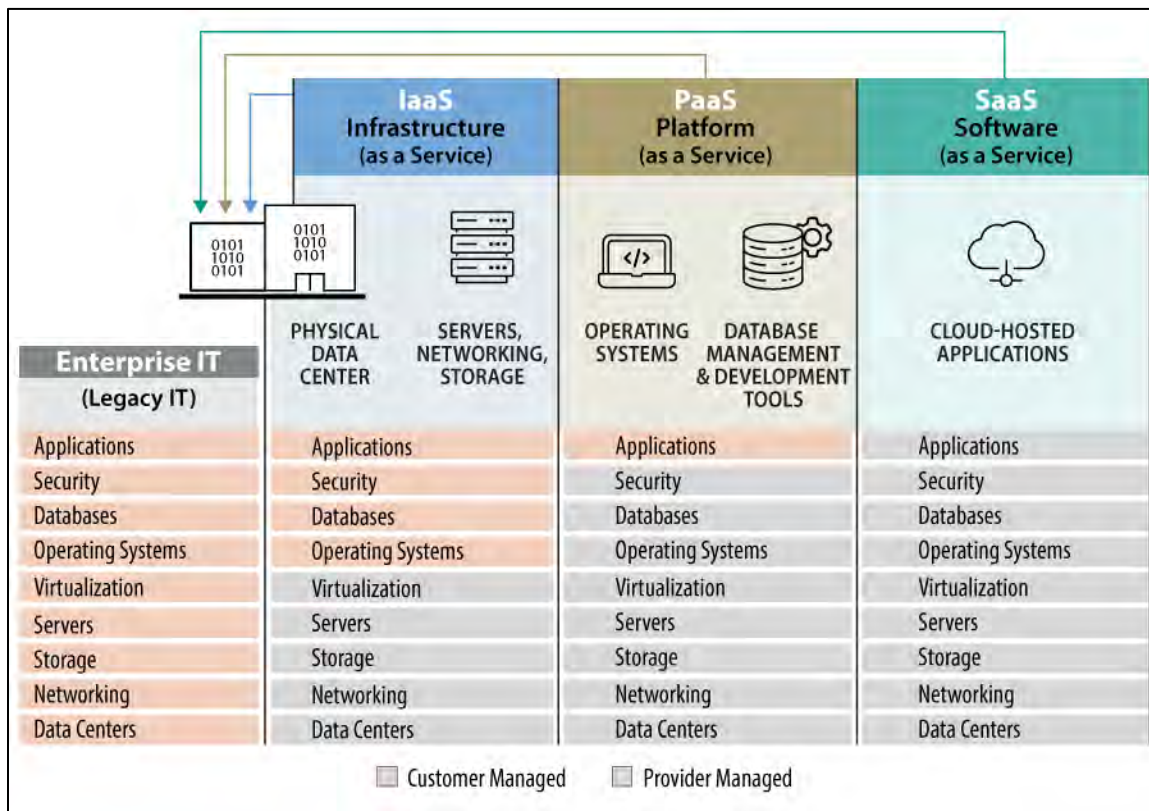 IaaS
Infrastructure
(as a Service)
PaaS
Platform
(as a Service)
SaaS
Software
(as a Service)
0101
1010
0101
0101
1010
0101
</>
PHYSICAL
DATA
CENTER
SERVERS,
NETWORKING,
STORAGE
OPERATING
SYSTEMS
DATABASE
MANAGEMENT
& DEVELOPMENT
TOOLS
CLOUD-HOSTED
APPLICATIONS
Enterprise IT
(Legacy IT)
Applications Applications Applications Applications
Security Security Security Security
Databases Databases Databases Databases
Operating Systems Operating Systems Operating Systems Operating Systems
Virtualization Virtualization Virtualization Virtualization
Servers Servers Servers Servers
Storage Storage Storage Storage
Networking Networking Networking Networking
Data Centers Data Centers Data Centers Data Centers
Customer Managed Provider Managed